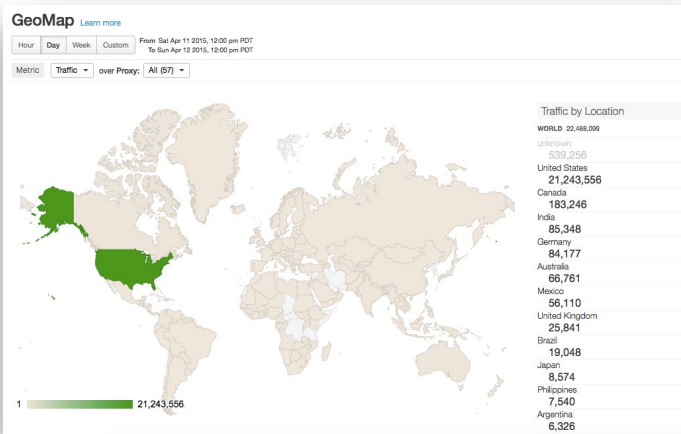 GeoMap Learn more
Hour Day Week Custom
From Sat Apr 11 2015, 12:00 pm PDT
To Sun Apr 12 2015, 12:00 pm PDT
Metric Traffic over Proxy: All (57)
Traffic by Location
WORLD 22,488,099
unknown
539,256
United States
21,243,556
Canada
183,246
India
85,348
Germany
84,177
Australia
66,761
Mexico
56,110
United Kingdom
25,841
Brazil
19,048
Japan
8,574
Philippines
7,540
Argentina
6,326
1 21,243,556